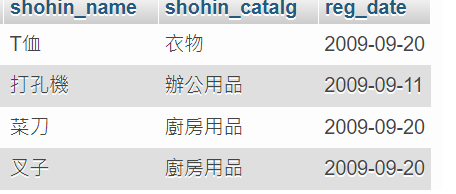 shohin_name shohin_catalg reg_date
T恤 衣物 2009-09-20
打孔機 辦公用品 2009-09-11
菜刀 廚房用品 2009-09-20
叉子 廚房用品 2009-09-20